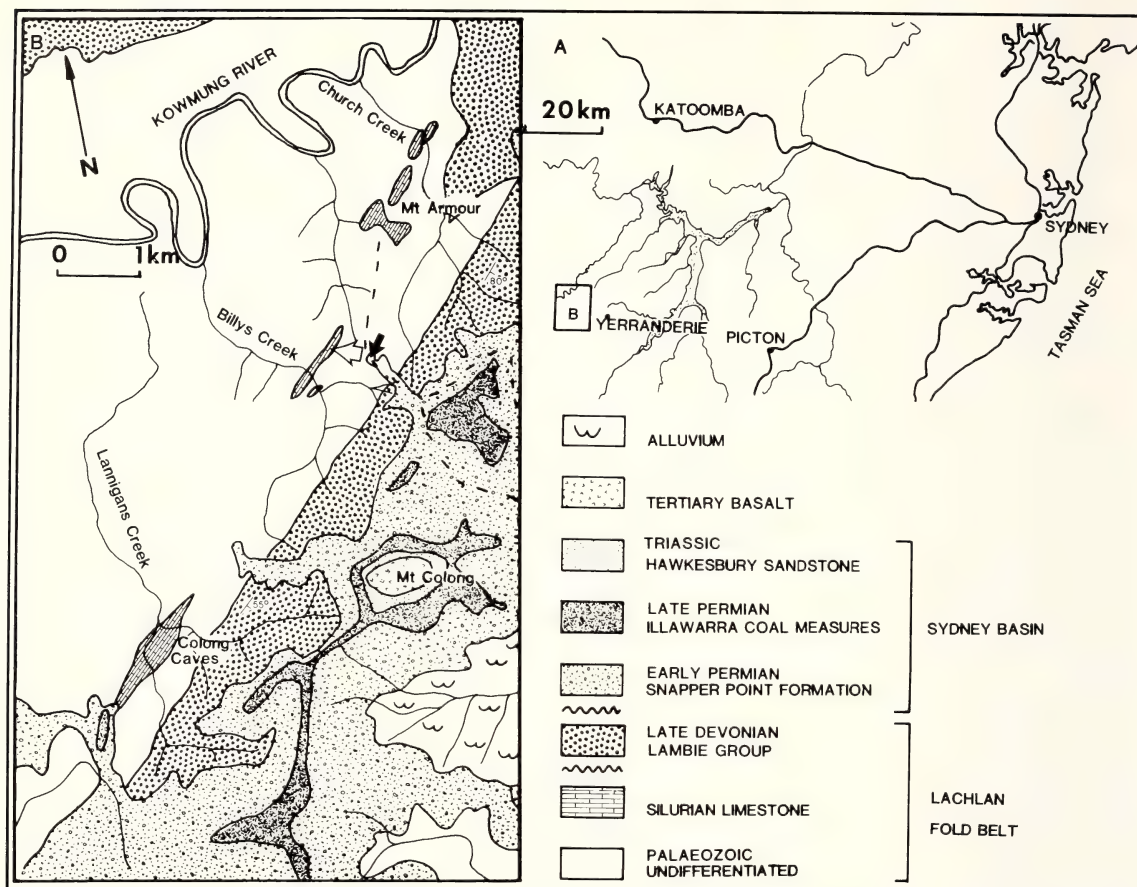 B
N
KOWMUNG RIVER
Church Creek
Mt Armour
0 1km
80°
Billys Creek
Lannigans Creek
Mt Colong
55°
Colong
Caves
A
20km
KATOOMBA
SYDNEY
B
YERRANDERIE
PICTON
TASMAN SEA
ALLUVIUM
TERTIARY BASALT
TRIASSIC
HAWKESBURY SANDSTONE
LATE PERMIAN
ILLAWARRA COAL MEASURES
EARLY PERMIAN
SNAPPER POINT FORMATION
SYDNEY BASIN
LATE DEVONIAN
LAMBIE GROUP
SILURIAN LIMESTONE
PALAEOZOIC
UNDIFFERENTIATED
LACHLAN
FOLD BELT